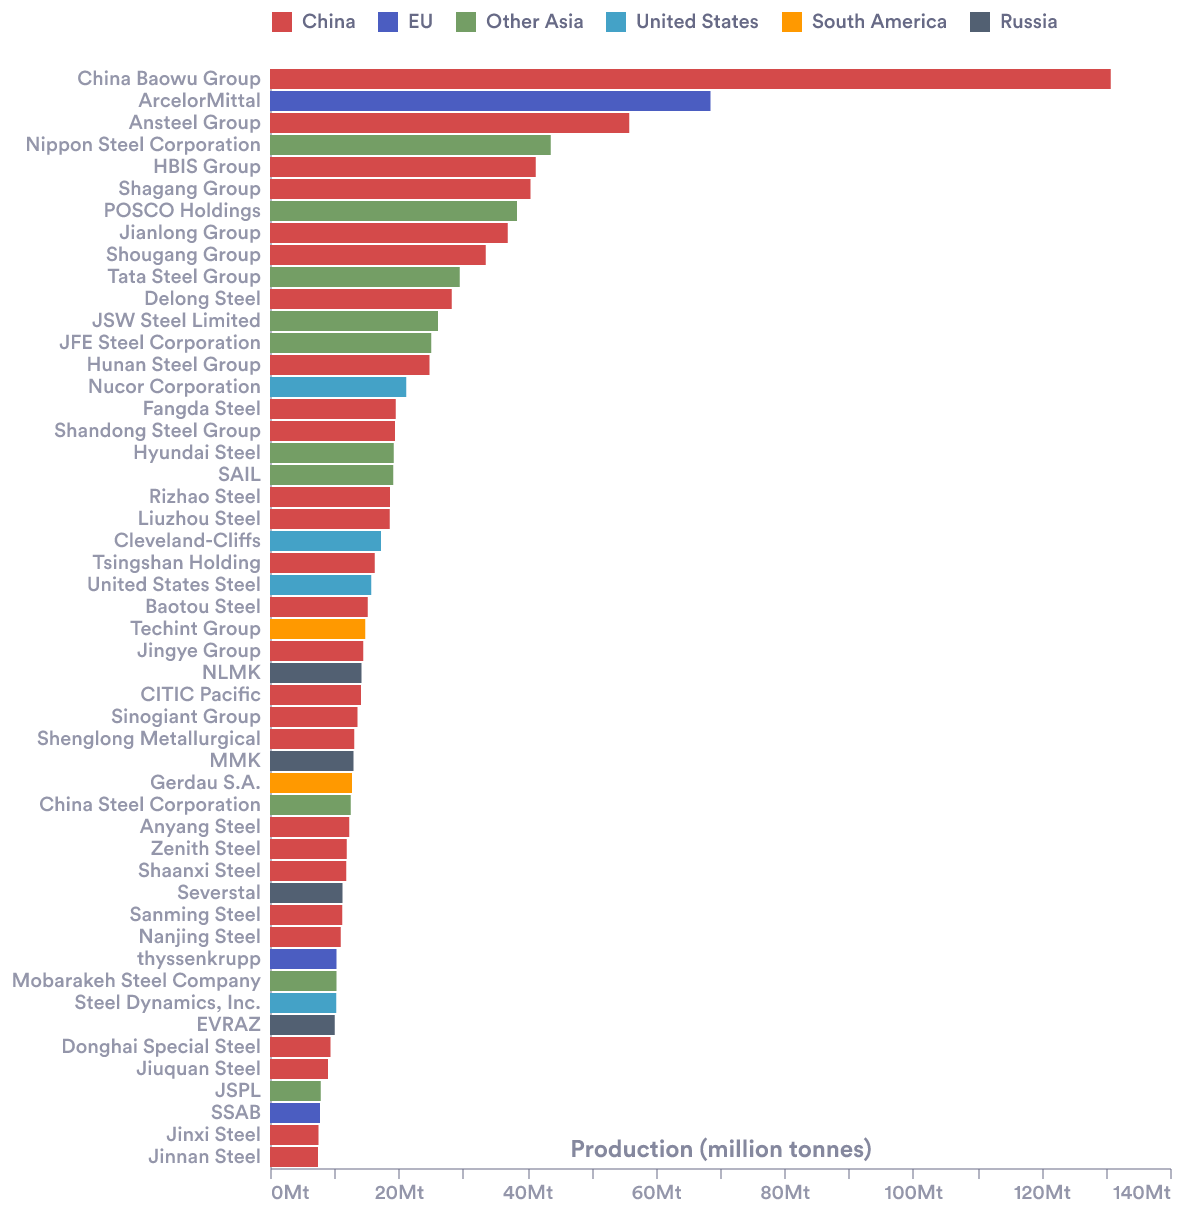 China EU Other Asia United States South America Russia
China Baowu Group
ArcelorMittal
Ansteel Group
Nippon Steel Corporation
HBIS Group
Shagang Group
POSCO Holdings
Jianlong Group
Shougang Group
Tata Steel Group
Delong Steel
JSW Steel Limited
JFE Steel Corporation
Hunan Steel Group
Nucor Corporation
Fangda Steel
Shandong Steel Group
Hyundai Steel
SAIL
Rizhao Steel
Liuzhou Steel
Cleveland-Cliffs
Tsingshan Holding
United States Steel
Baotou Steel
Techint Group
Jingye Group
NLMK
CITIC Pacific
Sinogiant Group
Shenglong Metallurgical
MMK
Gerdau S.A.
China Steel Corporation
Anyang Steel
Zenith Steel
Shaanxi Steel
Severstal
Sanming Steel
Nanjing Steel
thyssenkrupp
Mobarakeh Steel Company
Steel Dynamics, Inc.
EVRAZ
Donghai Special Steel
Jiuquan Steel
JSPL
SSAB
Jinxi Steel
Jinnan Steel
Production (million tonnes)
0Mt 20Mt 40Mt 60Mt 80Mt 100Mt 120Mt 140Mt